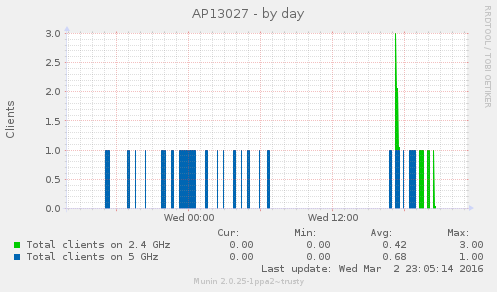 AP13027 - by day
RRDTOOL / TOBI OETIKER
Clients
3.0
2.5
2.0
1.5
1.0
0.5
0.0
Wed 00:00 Wed 12:00
Cur: Min: Avg: Max:
Total clients on 2.4 GHz 0.00 0.00 0.42 3.00
Total clients on 5 GHz 0.00 0.00 0.68 1.00
Last update: Wed Mar 2 23:05:14 2016
Munin 2.0.25-1ppa2~trusty